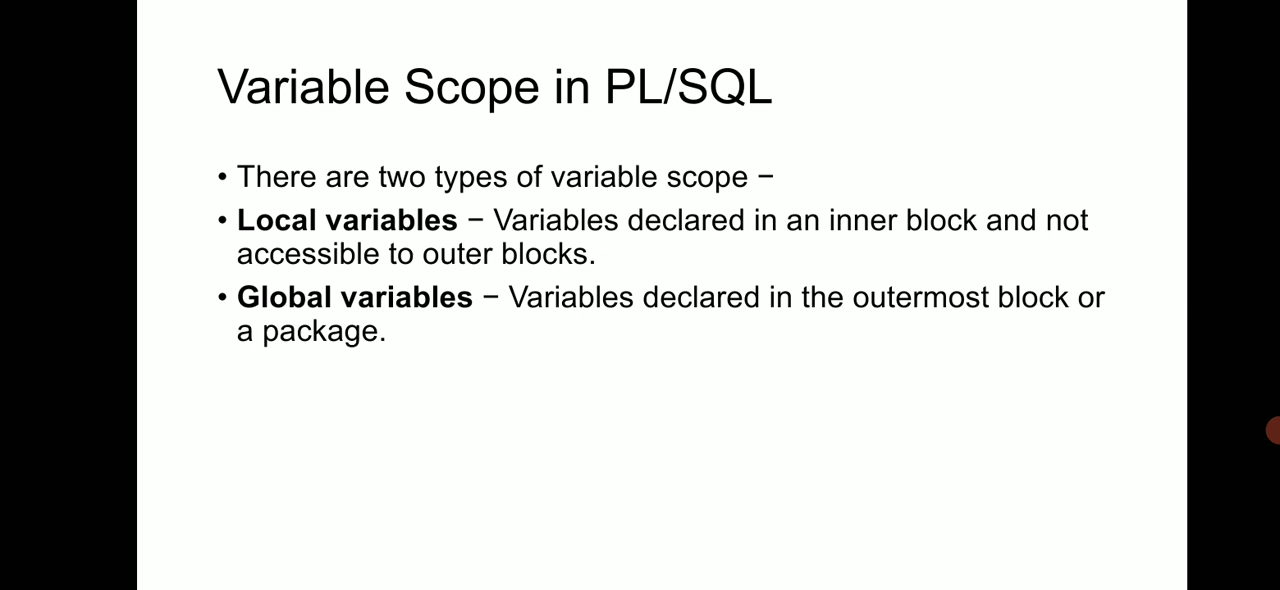 Variable Scope in PL/SQL
• There are two types of variable scope −
• Local variables − Variables declared in an inner block and not
accessible to outer blocks.
• Global variables − Variables declared in the outermost block or
a package.